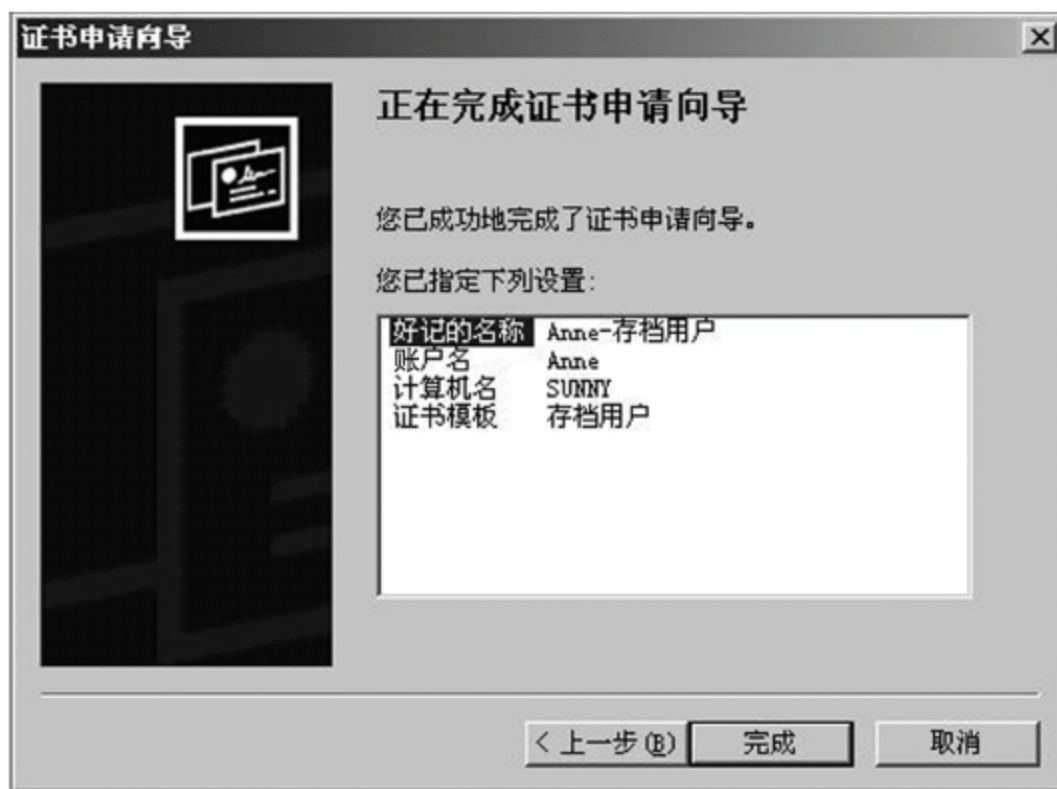 证书申请向导
正在完成证书申请向导
您已成功地完成了证书申请向导。
您已指定下列设置:
好记的名称 Anne-存档用户
账户名 Anne
计算机名 SUNNY
证书模板 存档用户
< 上一步(B) 完成 取消